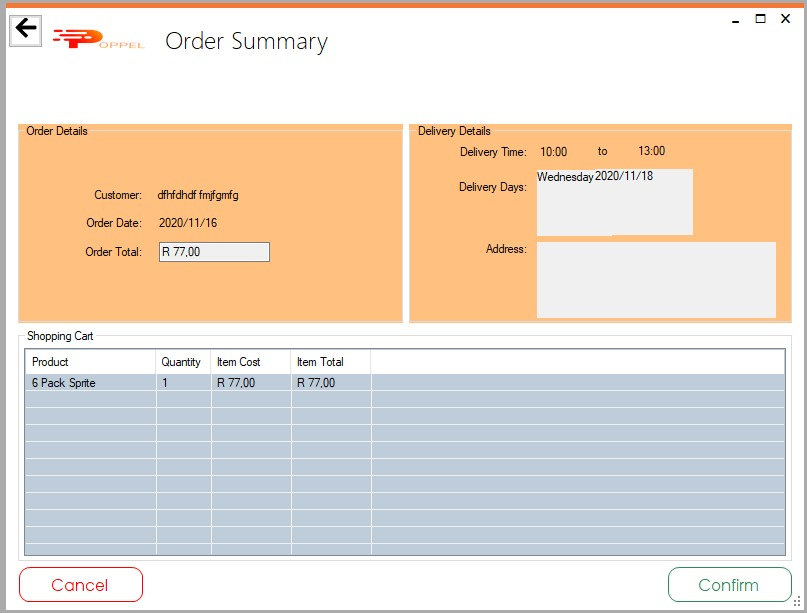 POPPEL Order Summary
Order Details
Customer: dfhfdhdf fmjfgmfg
Order Date: 2020/11/16
Order Total: R 77,00
Delivery Details
Delivery Time: 10:00 to 13:00
Delivery Days: Wednesday 2020/11/18
Address:
Shopping Cart
Product Quantity Item Cost Item Total
6 Pack Sprite 1 R 77,00 R 77,00
Cancel Confirm